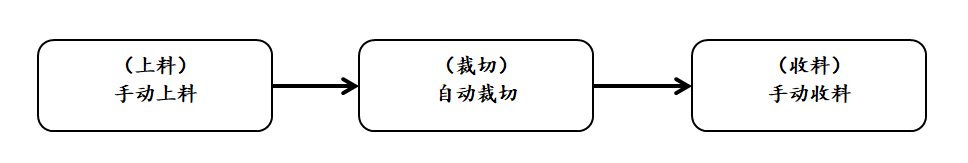 （上料）
手动上料
（裁切）
自动裁切
（收料）
手动收料